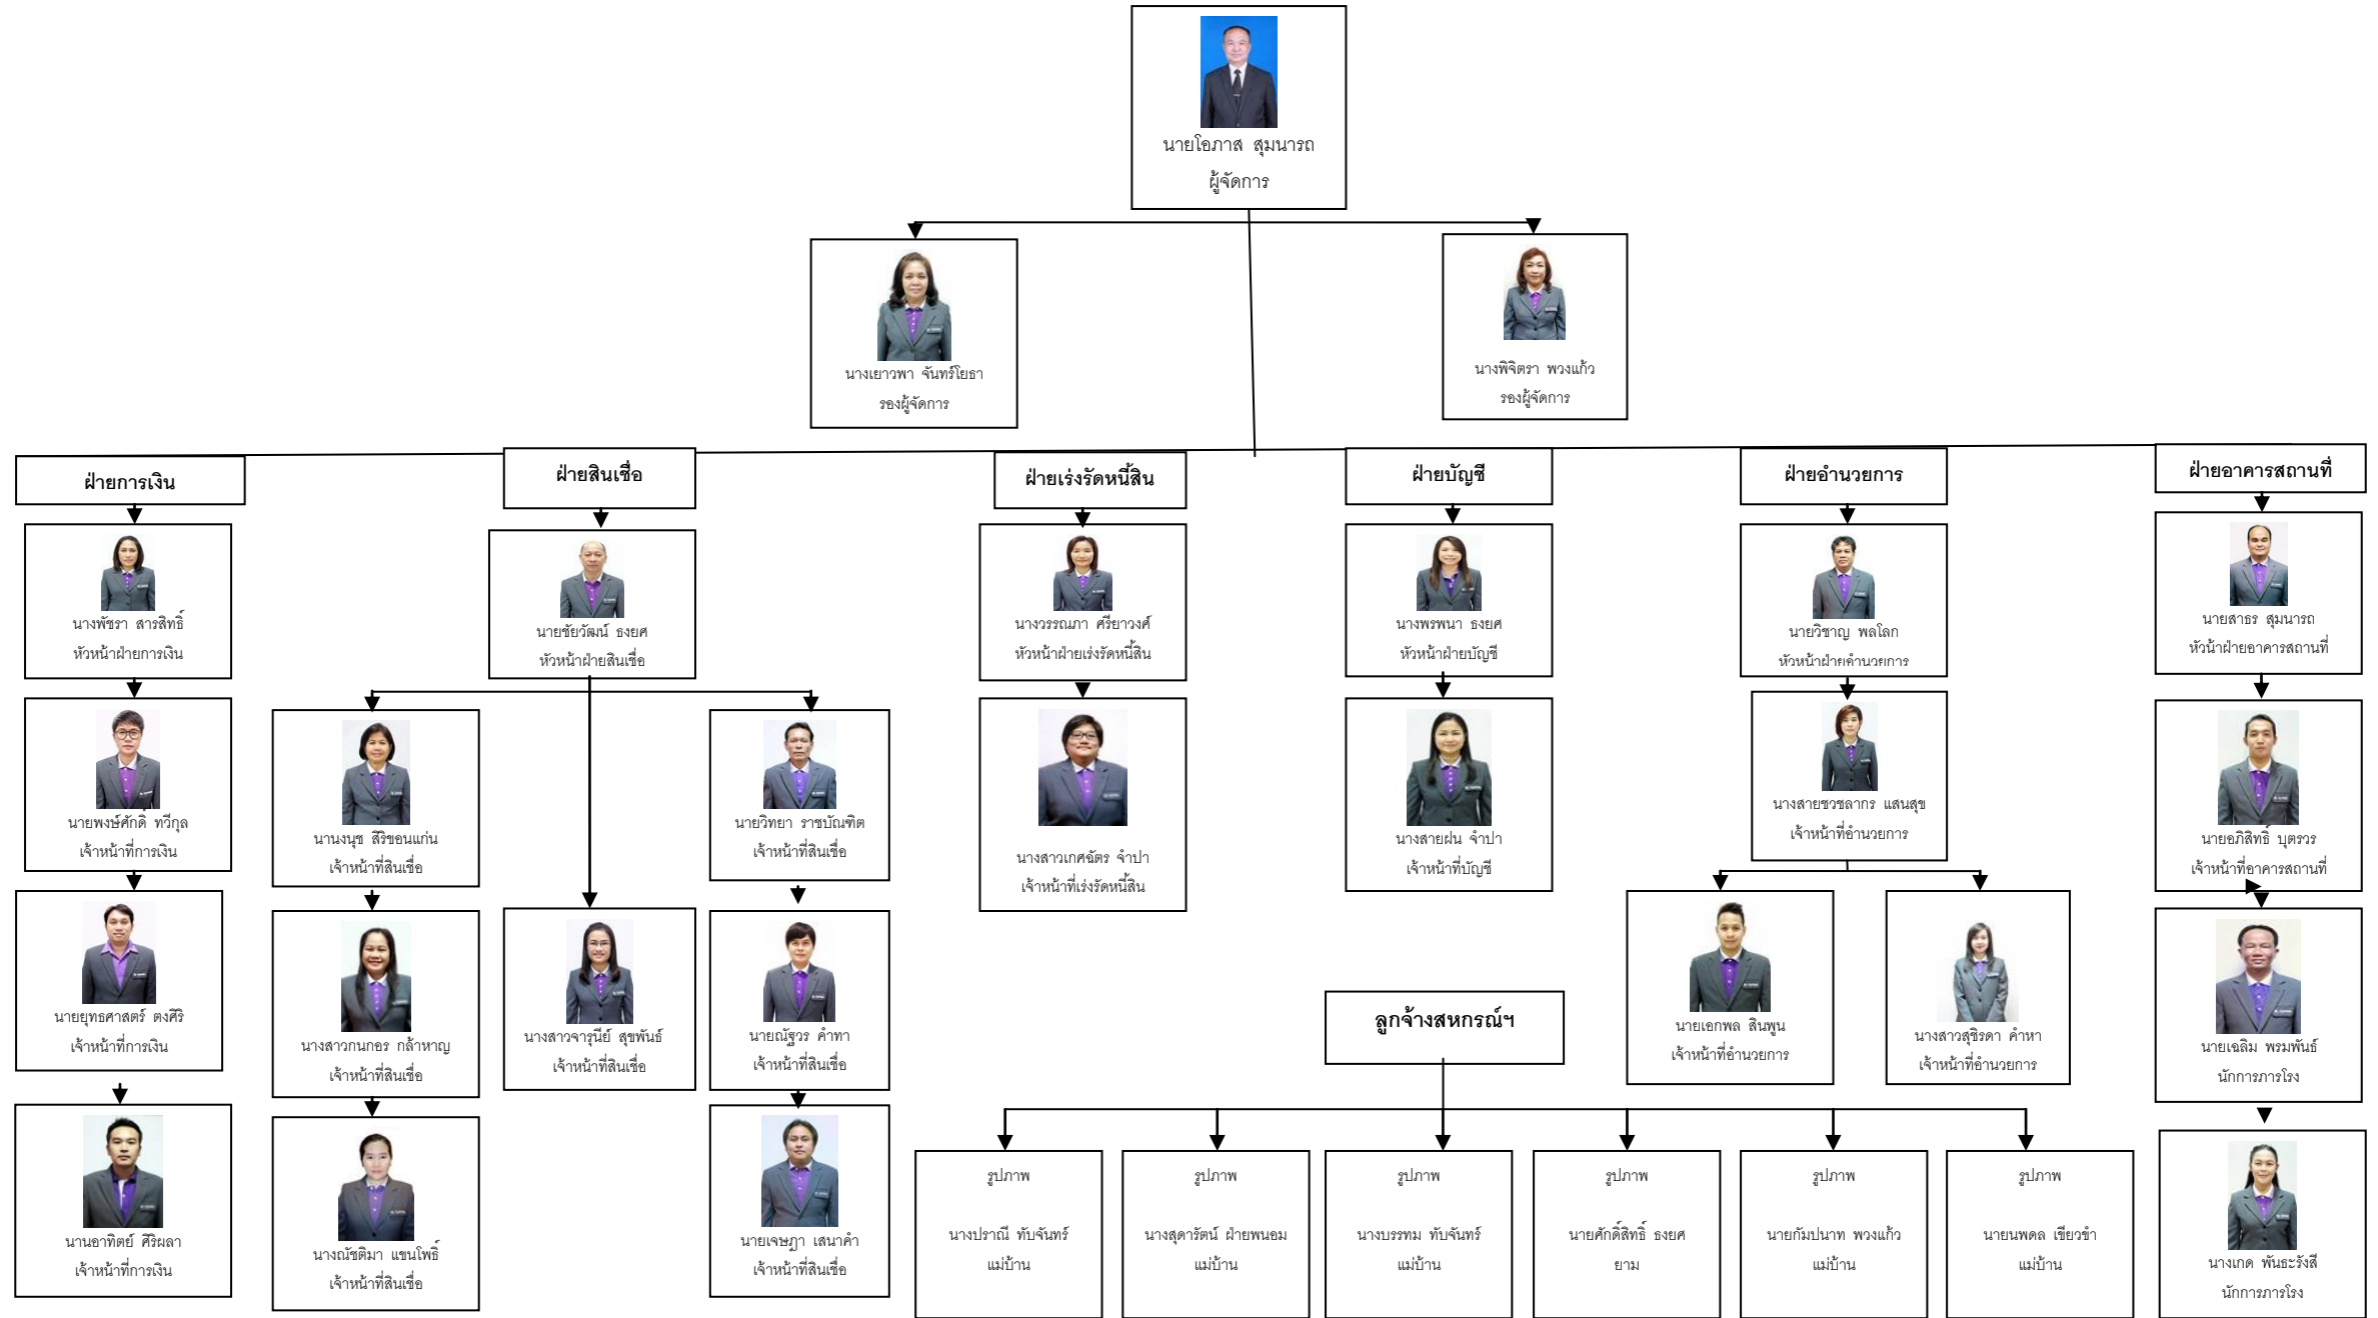 นายโอภาส สุมนารถ
ผู้จัดการ
นางเยาวพา จันทร์โยธา
รองผู้จัดการ
นางพิจิตรา พวงแก้ว
รองผู้จัดการ
ฝ่ายการเงิน
นางพัชรา สารสิทธิ์
หัวหน้าฝ่ายการเงิน
นายพงษ์ศักดิ์ ทวีกุล
เจ้าหน้าที่การเงิน
นายยุทธศาสตร์ ตงศิริ
เจ้าหน้าที่การเงิน
นานอาทิตย์ ศิริผลา
เจ้าหน้าที่การเงิน
ฝ่ายสินเชื่อ
นายชัยวัฒน์ ธงยศ
หัวหน้าฝ่ายสินเชื่อ
นานงนุช สิริขอนแก่น
เจ้าหน้าที่สินเชื่อ
นางสาวกนกอร กล้าหาญ
เจ้าหน้าที่สินเชื่อ
นางณัชติมา แขนโพธิ์
เจ้าหน้าที่สินเชื่อ
นางสาวจารุนีย์ สุขพันธ์
เจ้าหน้าที่สินเชื่อ
นายวิทยา ราชบัณฑิต
เจ้าหน้าที่สินเชื่อ
นายณัฐวร คำทา
เจ้าหน้าที่สินเชื่อ
นายเจษฎา เสนาคำ
เจ้าหน้าที่สินเชื่อ
ฝ่ายเร่งรัดหนี้สิน
นางวรรณภา ศรียาวงศ์
หัวหน้าฝ่ายเร่งรัดหนี้สิน
นางสาวเกศฉัตร จำปา
เจ้าหน้าที่เร่งรัดหนี้สิน
ฝ่ายบัญชี
นางพรพนา ธงยศ
หัวหน้าฝ่ายบัญชี
นางสายฝน จำปา
เจ้าหน้าที่บัญชี
ฝ่ายอำนวยการ
นายวิชาญ พลโลก
หัวหน้าฝ่ายอำนวยการ
นางสายชวชลากร แสนสุข
เจ้าหน้าที่อำนวยการ
นายเอกพล สินพูน
เจ้าหน้าที่อำนวยการ
นางสาวสุชิรดา คำหา
เจ้าหน้าที่อำนวยการ
ฝ่ายอาคารสถานที่
นายสาธร สุมนารถ
หัวน้าฝ่ายอาคารสถานที่
นายอภิสิทธิ์ บุตรวร
เจ้าหน้าที่อาคารสถานที่
นายเฉลิม พรมพันธ์
นักการภารโรง
นางเกด พันธะรังสี
นักการภารโรง
ลูกจ้างสหกรณ์ฯ
รูปภาพ
นางปราณี ทับจันทร์
แม่บ้าน
รูปภาพ
นางสุดารัตน์ ฝ่ายพนอม
แม่บ้าน
รูปภาพ
นางบรรทม ทับจันทร์
แม่บ้าน
รูปภาพ
นายศักดิ์สิทธิ์ ธงยศ
ยาม
รูปภาพ
นายกัมปนาท พวงแก้ว
แม่บ้าน
รูปภาพ
นายนพดล เขียวขำ
แม่บ้าน